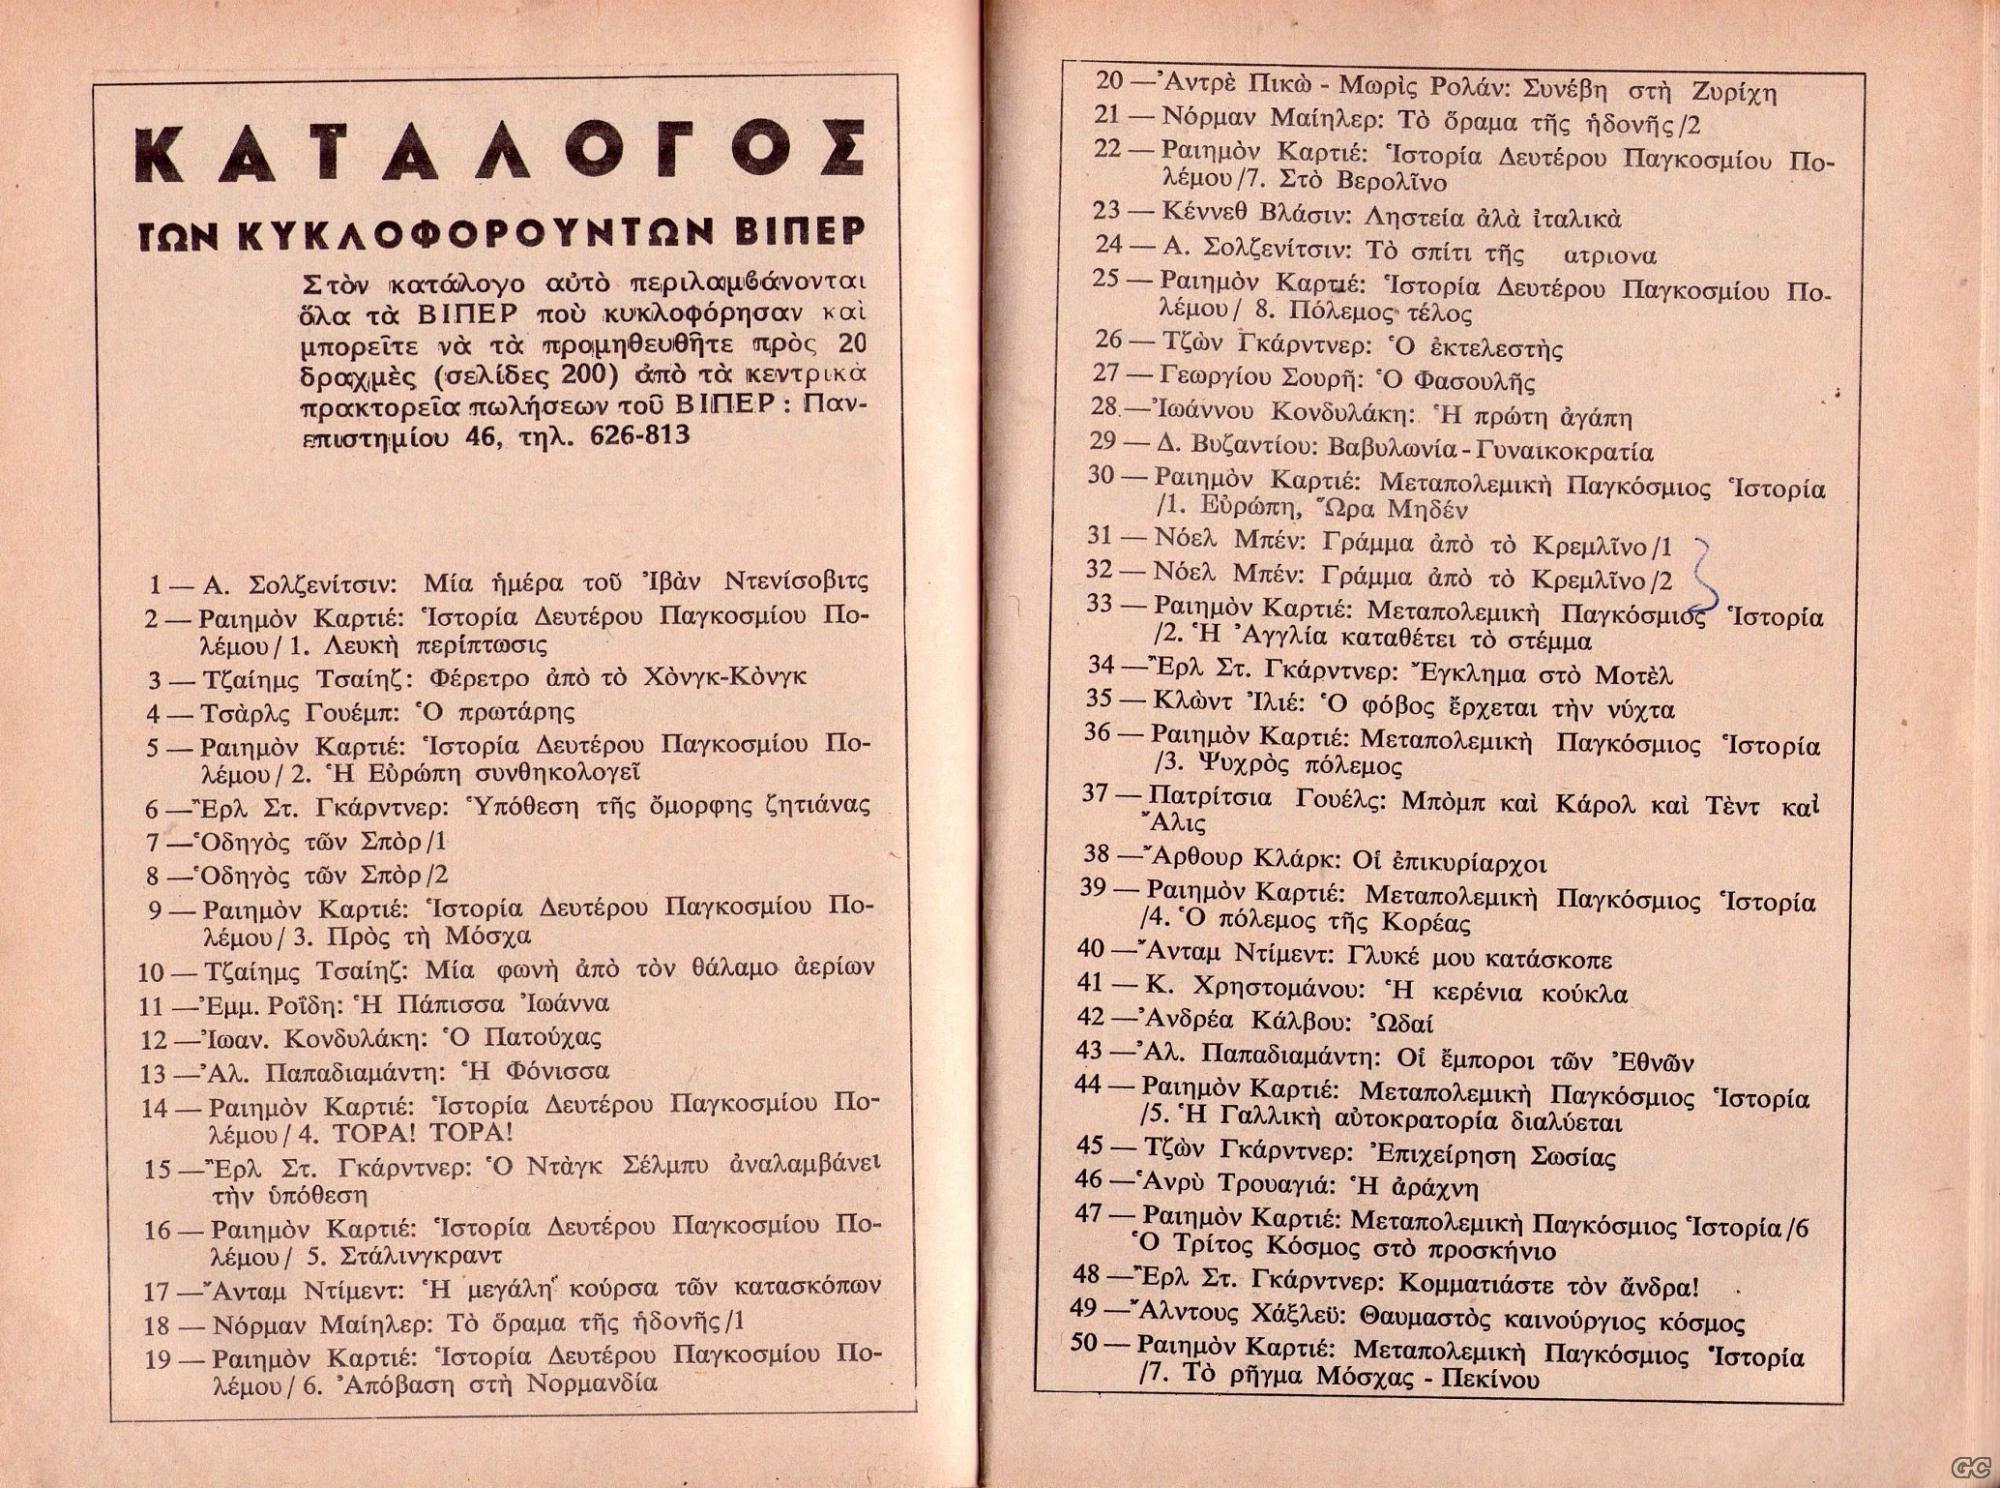 ΚΑΤΑΛΟΓΟΣ
ΤΩΝ ΚΥΚΛΟΦΟΡΟΥΝΤΩΝ ΒΙΠΕΡ
Στὸν κατάλογο αὐτὸ περιλαμβάνονται
ὅλα τὰ ΒΙΠΕΡ ποὺ κυκλοφόρησαν καὶ
μπορεῖτε νὰ τὰ προμηθευθῆτε πρὸς 20
δραχμὲς (σελίδες 200) ἀπὸ τὰ κεντρικὰ
πρακτορεῖα πωλήσεων τοῦ ΒΙΠΕΡ: Παν-
επιστημίου 46, τηλ. 626-813
1 — Α. Σολζενίτσιν: Μία ἡμέρα τοῦ Ἰβὰν Ντενίσοβιτς
2 — Ραιημὸν Καρτιέ: Ἱστορία Δευτέρου Παγκοσμίου Πο-
λέμου/1. Λευκὴ περίπτωσις
3 — Τζαίημς Τσαίηζ: Φέρετρο ἀπὸ τὸ Χὸνγκ-Κὸνγκ
4 — Τσὰρλς Γουέμπ: Ὁ πρωτάρης
5 — Ραιημὸν Καρτιέ: Ἱστορία Δευτέρου Παγκοσμίου Πο-
λέμου/2. Ἡ Εὐρώπη συνθηκολογεῖ
6 — Ἒρλ Στ. Γκάρντνερ: Ὑπόθεση τῆς ὄμορφης ζητιάνας
7 — Ὁδηγὸς τῶν Σπὸρ/1
8 — Ὁδηγὸς τῶν Σπὸρ/2
9 — Ραιημὸν Καρτιέ: Ἱστορία Δευτέρου Παγκοσμίου Πο-
λέμου/3. Πρὸς τὴ Μόσχα
10 — Τζαίημς Τσαίηζ: Μία φωνὴ ἀπὸ τὸν θάλαμο ἀερίων
11 — Ἐμμ. Ροΐδη: Ἡ Πάπισσα Ἰωάννα
12 — Ἰωαν. Κονδυλάκη: Ὁ Πατούχας
13 — Ἀλ. Παπαδιαμάντη: Ἡ Φόνισσα
14 — Ραιημὸν Καρτιέ: Ἱστορία Δευτέρου Παγκοσμίου Πο-
λέμου/4. ΤΟΡΑ! ΤΟΡΑ!
15 — Ἒρλ Στ. Γκάρντνερ: Ὁ Ντὰγκ Σέλμπυ ἀναλαμβάνει
τὴν ὑπόθεση
16 — Ραιημὸν Καρτιέ: Ἱστορία Δευτέρου Παγκοσμίου Πο-
λέμου/ 5. Στάλινγκραντ
17 — Ἄνταμ Ντίμεντ: Ἡ μεγάλη κούρσα τῶν κατασκόπων
18 — Νόρμαν Μαίηλερ: Τὸ ὅραμα τῆς ἡδονῆς/1
19 — Ραιημὸν Καρτιέ: Ἱστορία Δευτέρου Παγκοσμίου Πο-
λέμου/6. Ἀπόβαση στὴ Νορμανδία
20 — Ἀντρὲ Πικὼ - Μωρὶς Ρολάν: Συνέβη στὴ Ζυρίχη
21 — Νόρμαν Μαίηλερ: Τὸ ὅραμα τῆς ἡδονῆς/2
22 — Ραιημὸν Καρτιέ: Ἱστορία Δευτέρου Παγκοσμίου Πο-
λέμου/7. Στὸ Βερολῖνο
23 — Κέννεθ Βλάσιν: Ληστεία ἀλὰ ἰταλικὰ
24 — Α. Σολζενίτσιν: Τὸ σπίτι τῆς ατριονα
25 — Ραιημὸν Καρτιέ: Ἱστορία Δευτέρου Παγκοσμίου Πο-
λέμου/ 8. Πόλεμος τέλος
26 — Τζὼν Γκάρντνερ: Ὁ ἐκτελεστὴς
27 — Γεωργίου Σουρῆ: Ὁ Φασουλῆς
28 — Ἰωάννου Κονδυλάκη: Ἡ πρώτη ἀγάπη
29 — Δ. Βυζαντίου: Βαβυλωνία - Γυναικοκρατία
30 — Ραιημὸν Καρτιέ: Μεταπολεμικὴ Παγκόσμιος Ἱστορία
/1. Εὐρώπη, Ὥρα Μηδέν
31 — Νόελ Μπέν: Γράμμα ἀπὸ τὸ Κρεμλῖνο/1
32 — Νόελ Μπέν: Γράμμα ἀπὸ τὸ Κρεμλῖνο/2
33 — Ραιημὸν Καρτιέ: Μεταπολεμικὴ Παγκόσμιος Ἱστορία
/2. Ἡ Ἀγγλία καταθέτει τὸ στέμμα
34 — Ἒρλ Στ. Γκάρντνερ: Ἔγκλημα στὸ Μοτὲλ
35 — Κλὼντ Ἰλιέ: Ὁ φόβος ἔρχεται τὴν νύχτα
36 — Ραιημὸν Καρτιέ: Μεταπολεμικὴ Παγκόσμιος Ἱστορία
/3. Ψυχρὸς πόλεμος
37 — Πατρίτσια Γουέλς: Μπὸμπ καὶ Κάρολ καὶ Τὲντ καὶ
Ἄλις
38 — Ἄρθουρ Κλάρκ: Οἱ ἐπικυρίαρχοι
39 — Ραιημὸν Καρτιέ: Μεταπολεμικὴ Παγκόσμιος Ἱστορία
/4. Ὁ πόλεμος τῆς Κορέας
40 — Ἄνταμ Ντίμεντ: Γλυκέ μου κατάσκοπε
41 — Κ. Χρηστομάνου: Ἡ κερένια κούκλα
42 — Ἀνδρέα Κάλβου: Ὠδαί
43 — Ἀλ. Παπαδιαμάντη: Οἱ ἔμποροι τῶν Ἐθνῶν
44 — Ραιημὸν Καρτιέ: Μεταπολεμικὴ Παγκόσμιος Ἱστορία
/5. Ἡ Γαλλικὴ αὐτοκρατορία διαλύεται
45 — Τζὼν Γκάρντνερ: Ἐπιχείρηση Σωσίας
46 — Ἁνρὺ Τρουαγιά: Ἡ ἀράχνη
47 — Ραιημὸν Καρτιέ: Μεταπολεμικὴ Παγκόσμιος Ἱστορία/6
Ὁ Τρίτος Κόσμος στὸ προσκήνιο
48 — Ἒρλ Στ. Γκάρντνερ: Κομματιάστε τὸν ἄνδρα!
49 — Ἄλντους Χάξλεϋ: Θαυμαστὸς καινούργιος κόσμος
50 — Ραιημὸν Καρτιέ: Μεταπολεμικὴ Παγκόσμιος Ἱστορία
/7. Τὸ ρῆγμα Μόσχας - Πεκίνου
GC